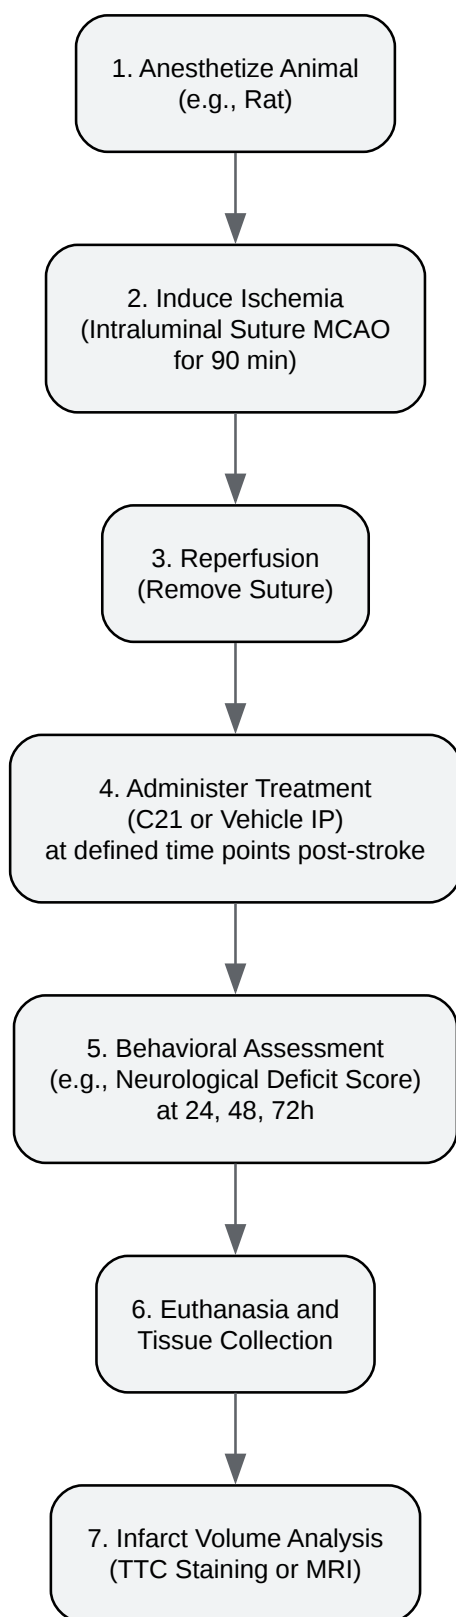 1. Anesthetize Animal
(e.g., Rat)
2. Induce Ischemia
(Intraluminal Suture MCAO
for 90 min)
3. Reperfusion
(Remove Suture)
4. Administer Treatment
(C21 or Vehicle IP)
at defined time points post-stroke
5. Behavioral Assessment
(e.g., Neurological Deficit Score)
at 24, 48, 72h
6. Euthanasia and
Tissue Collection
7. Infarct Volume Analysis
(TTC Staining or MRI)